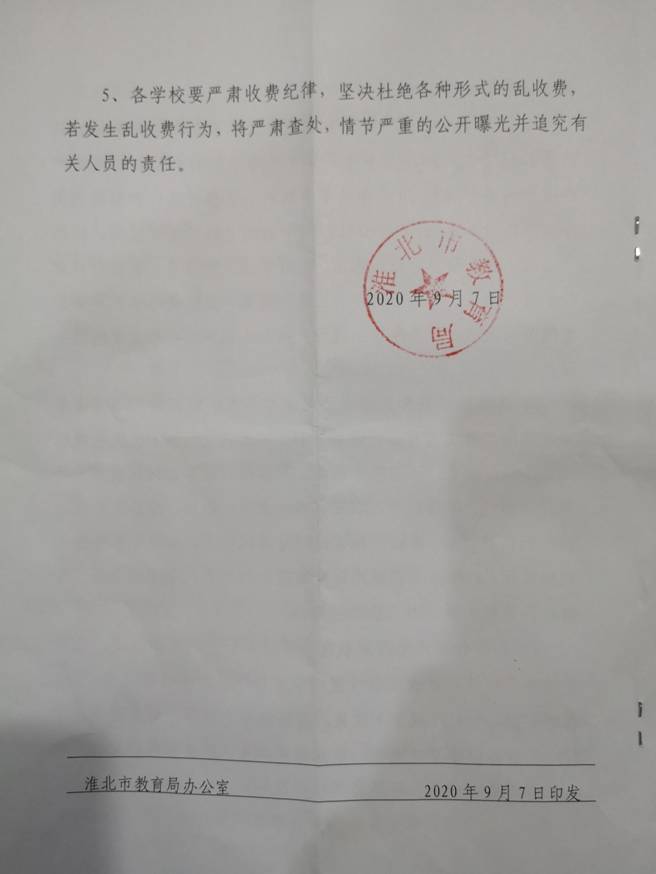 5、各学校要严肃收费纪律，坚决杜绝各种形式的乱收费，
若发生乱收费行为，将严肃查处，情节严重的公开曝光并追究有
关人员的责任。
淮北市教育局
2020年9月7日
淮北市教育局办公室
2020年9月7日印发